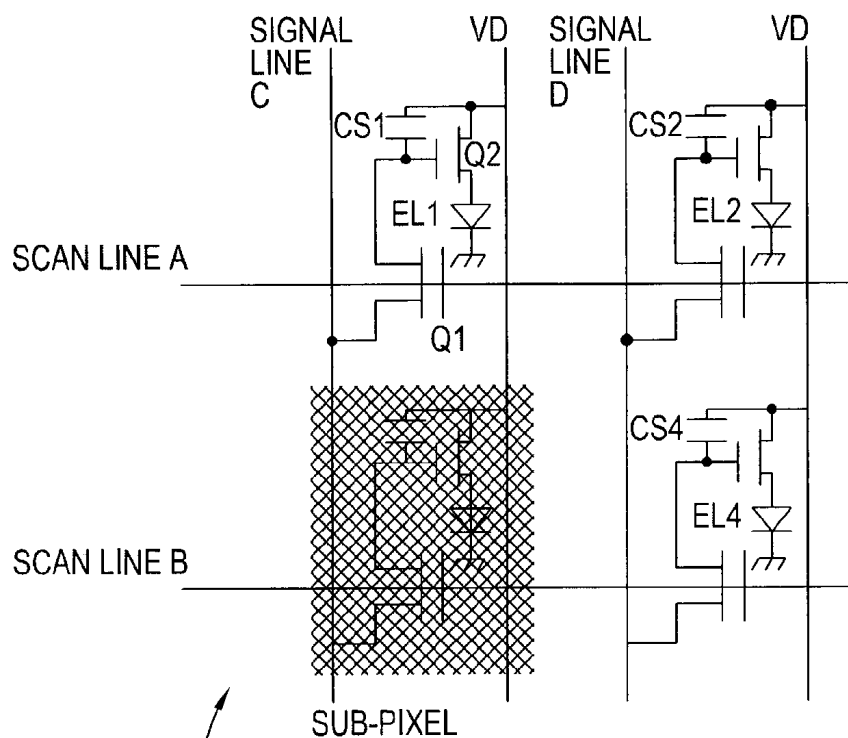 SIGNAL
LINE
C
VD
SIGNAL
LINE
D
VD
CS1
Q2
CS2
EL1
EL2
SCAN LINE A
Q1
CS4
EL4
SCAN LINE B
SUB-PIXEL